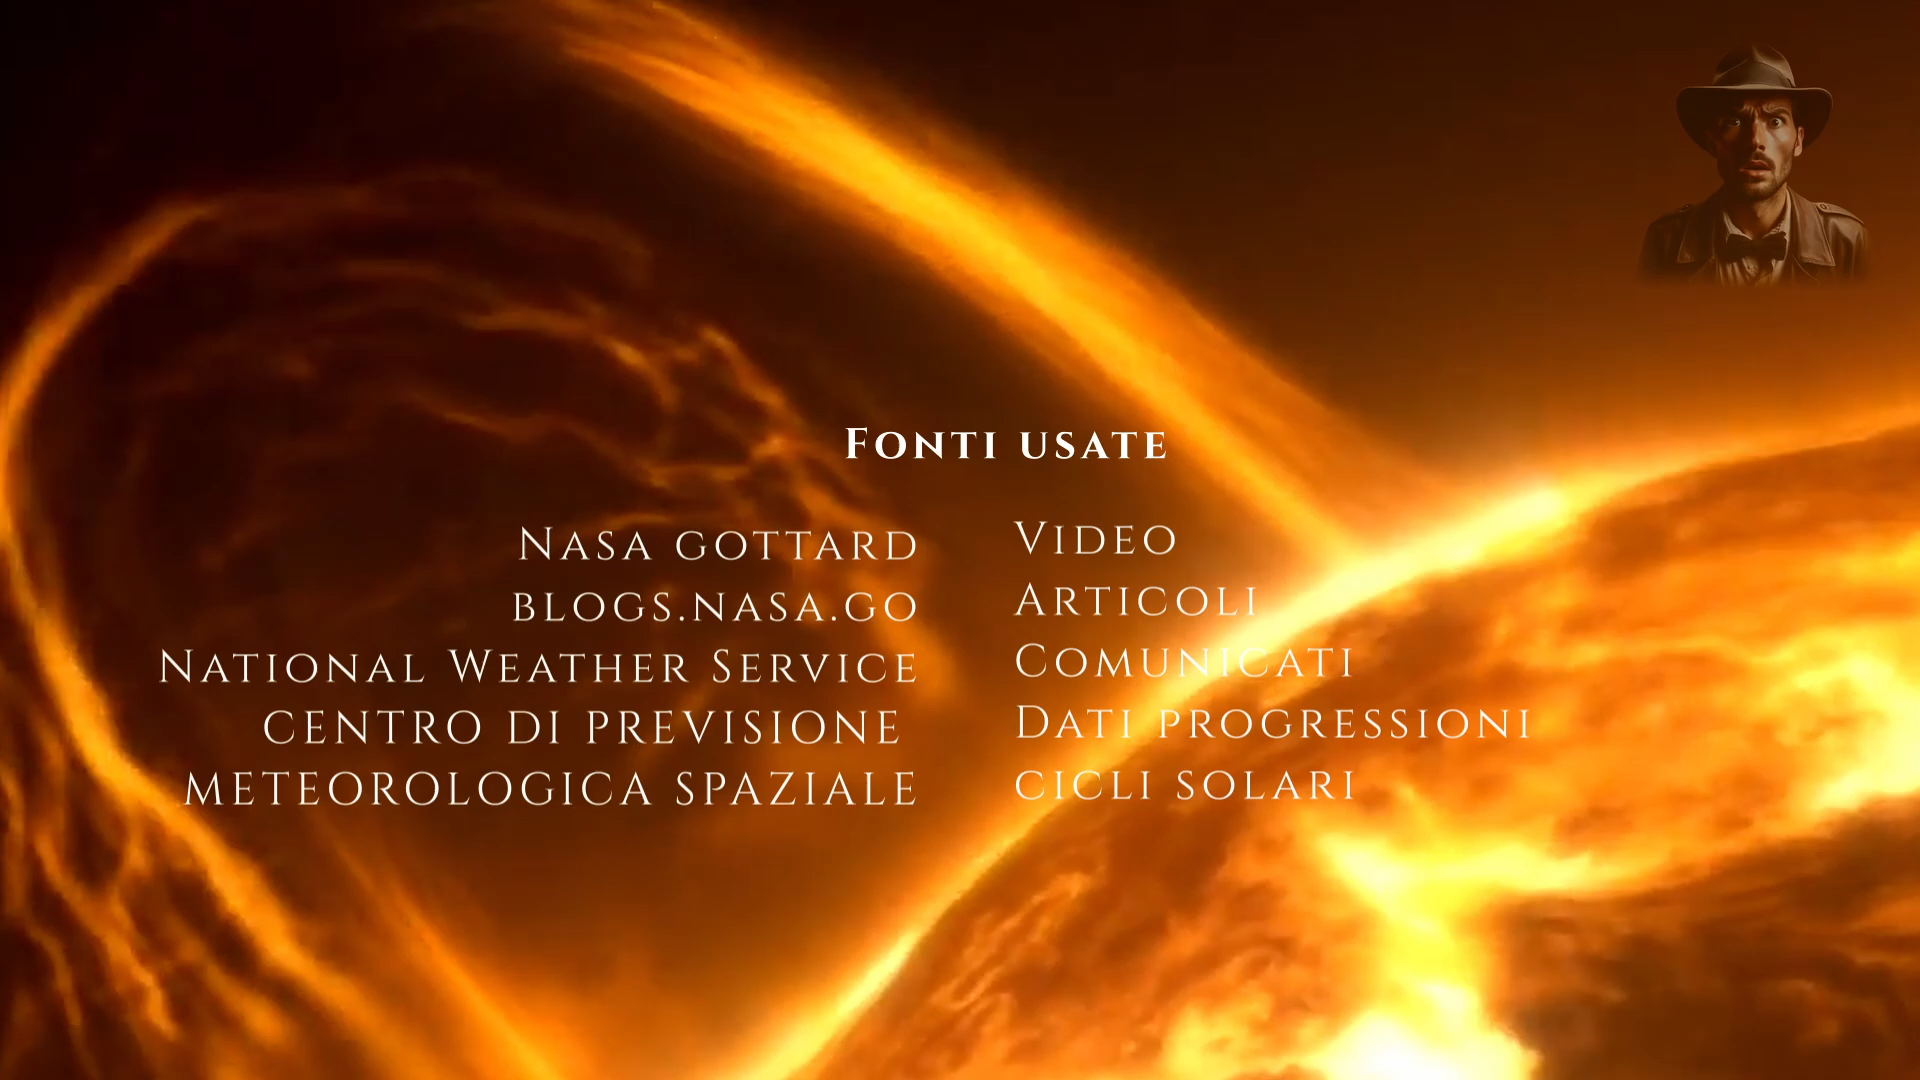 Fonti usate
Nasa gottard
Video
blogs.nasa.go
Articoli
National Weather Service
Comunicati
centro di previsione
Dati progressioni
meteorologica spaziale
cicli solari